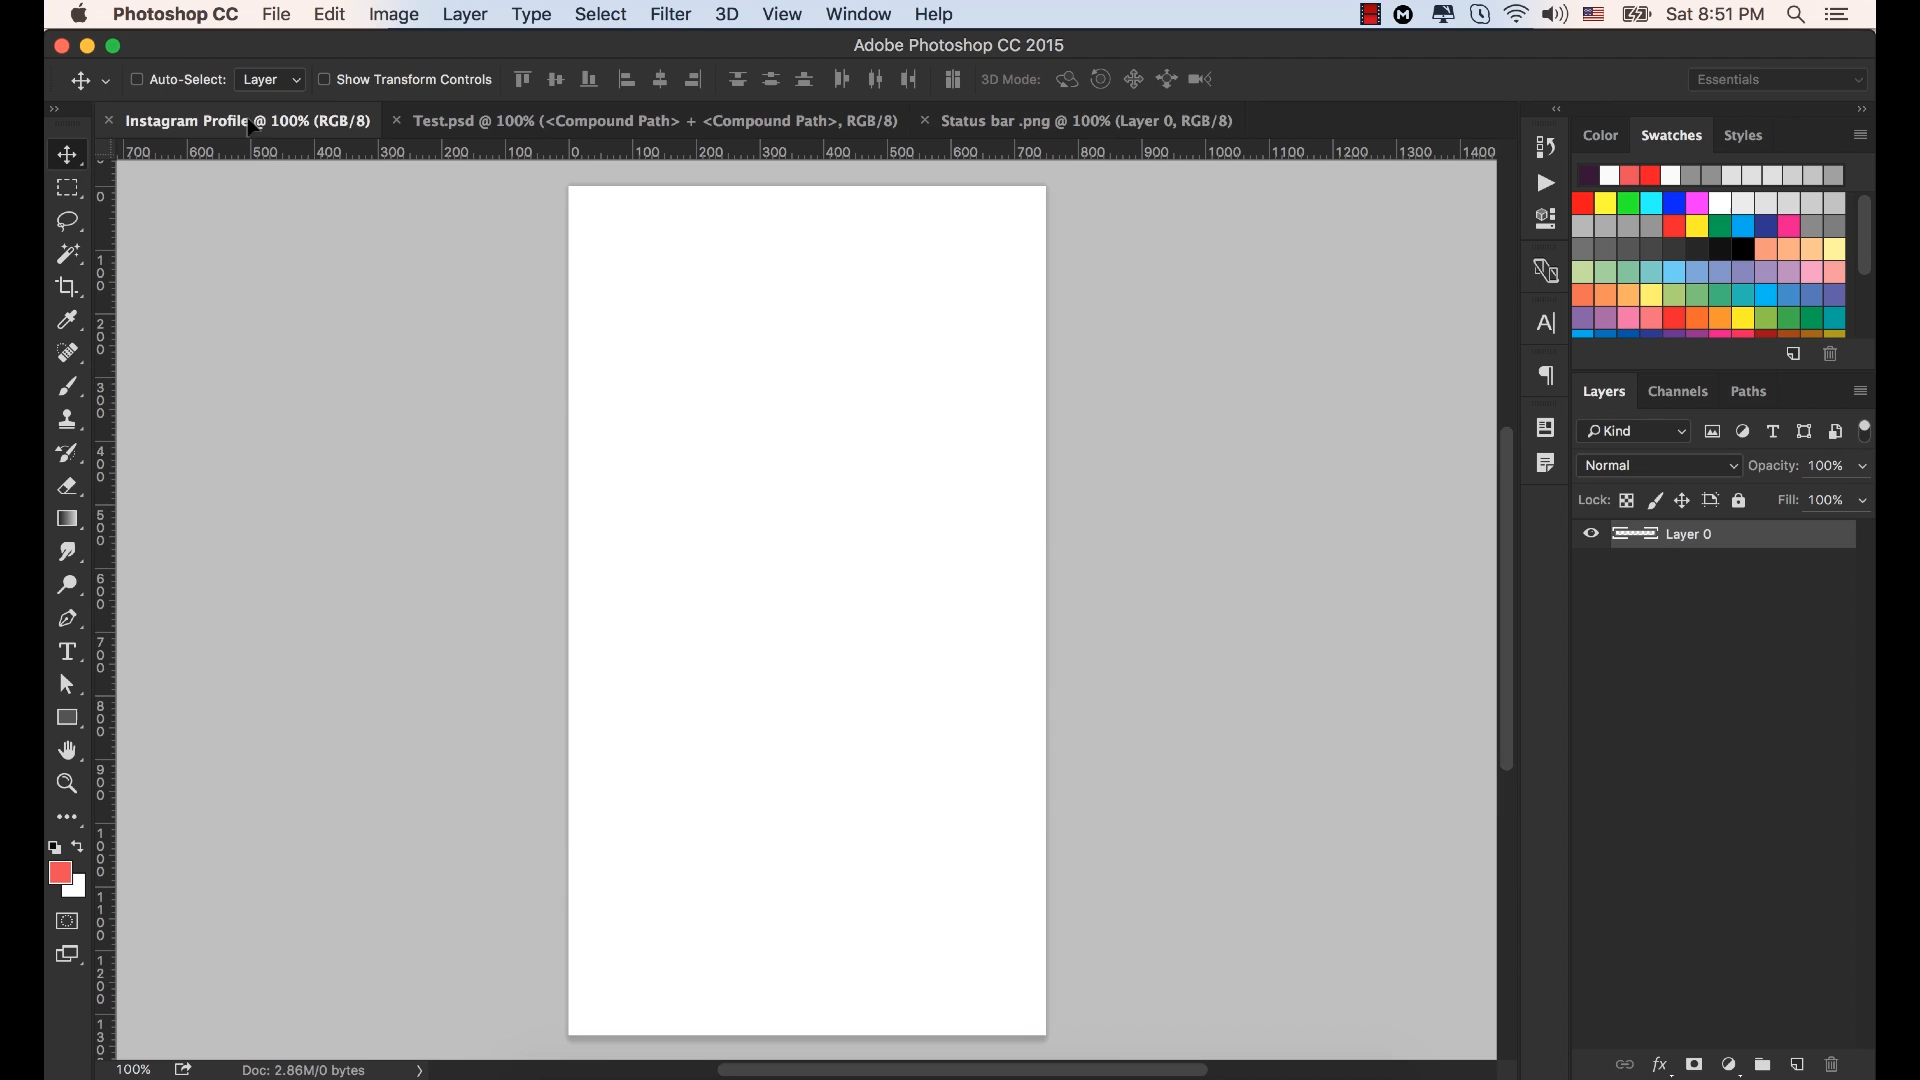 Photoshop CC File Edit Image Layer Type Select Filter 3D View Window Help Sat 8:51 PM
Adobe Photoshop CC 2015
Auto-Select: Layer Show Transform Controls 3D Mode: Essentials
Instagram Profile @ 100% (RGB/8) Test.psd @ 100% (<Compound Path> + <Compound Path>, RGB/8) Status bar .png @ 100% (Layer 0, RGB/8)
700 600 500 400 300 200 100 0 100 200 300 400 500 600 700 800 900 1000 1100 1200 1300 1400
0
100
200
300
400
500
600
700
800
900
1000
1100
1200
130
Color Swatches Styles
Layers Channels Paths
Kind
Normal Opacity: 100%
Lock: Fill: 100%
Layer 0
100% Doc: 2.86M/0 bytes